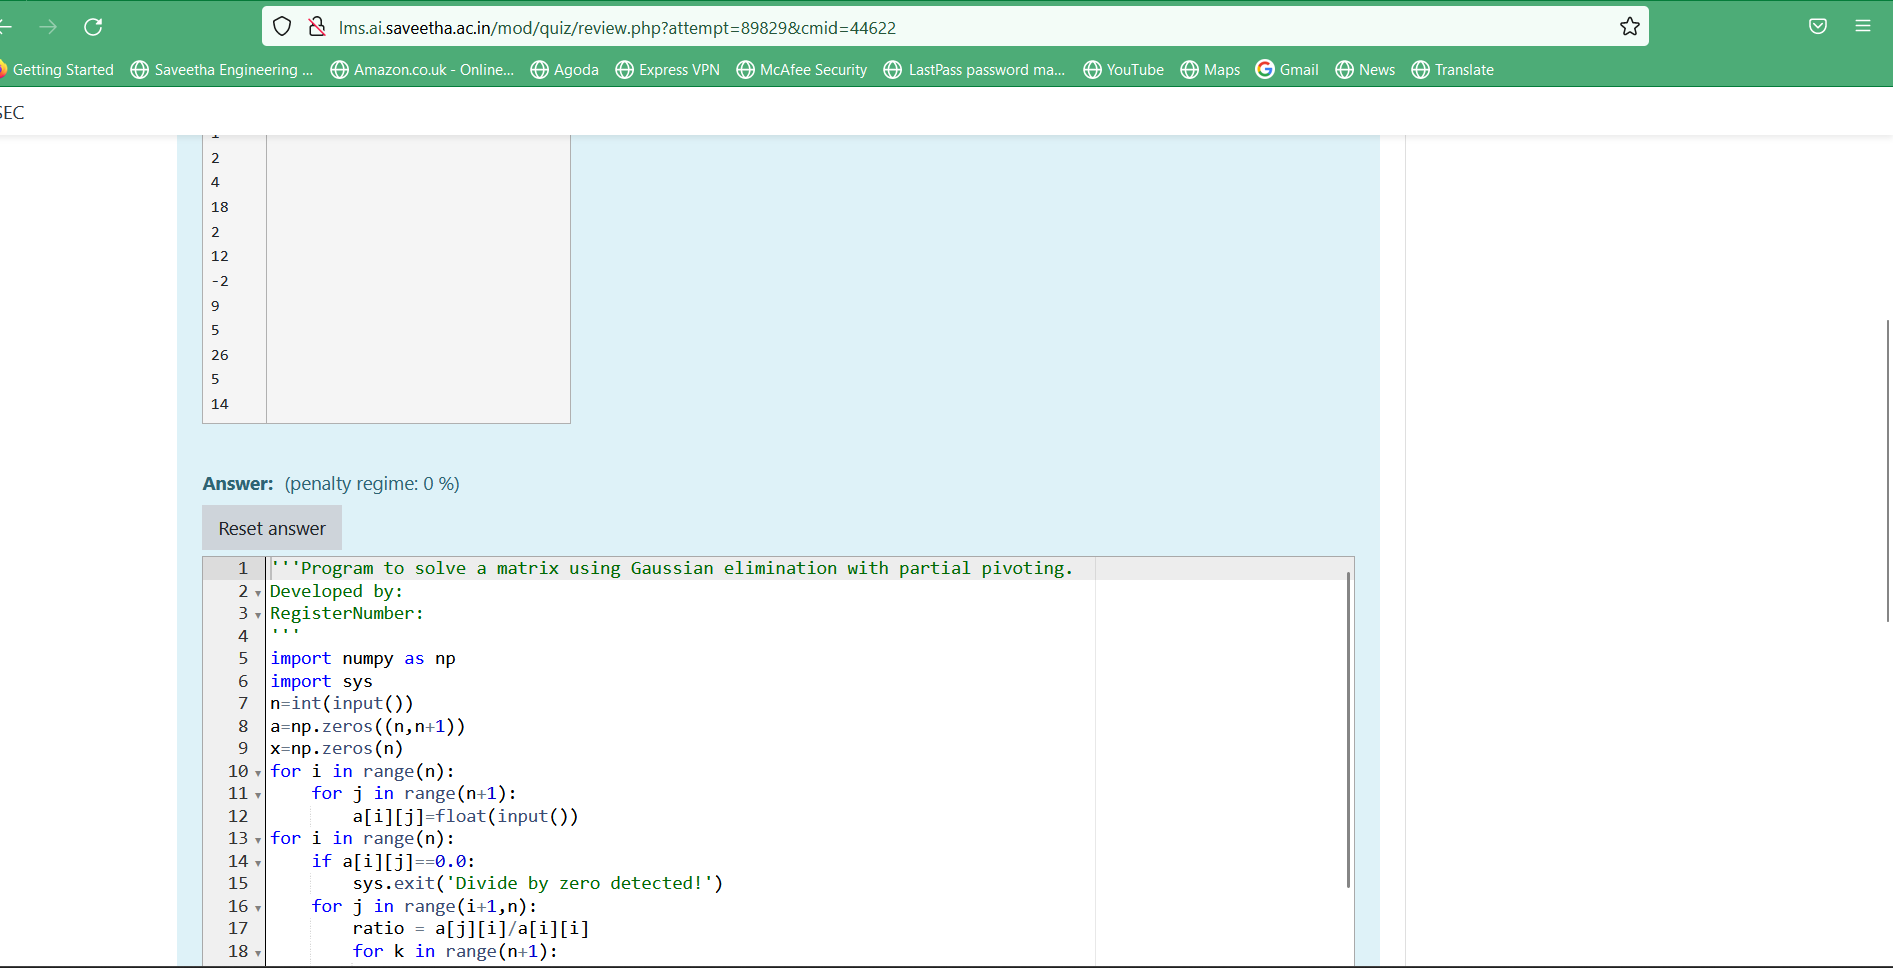 lms.ai.saveetha.ac.in/mod/quiz/review.php?attempt=89829&cmid=44622
Getting Started Saveetha Engineering ... Amazon.co.uk - Online... Agoda Express VPN McAfee Security LastPass password ma... YouTube Maps Gmail News Translate
SEC
1
2
4
18
2
12
-2
9
5
26
5
14
Answer: (penalty regime: 0 %)
Reset answer
1 '''Program to solve a matrix using Gaussian elimination with partial pivoting.
2 Developed by:
3 RegisterNumber:
4 '''
5 import numpy as np
6 import sys
7 n=int(input())
8 a=np.zeros((n,n+1))
9 x=np.zeros(n)
10 for i in range(n):
11 for j in range(n+1):
12 a[i][j]=float(input())
13 for i in range(n):
14 if a[i][j]==0.0:
15 sys.exit('Divide by zero detected!')
16 for j in range(i+1,n):
17 ratio = a[j][i]/a[i][i]
18 for k in range(n+1):